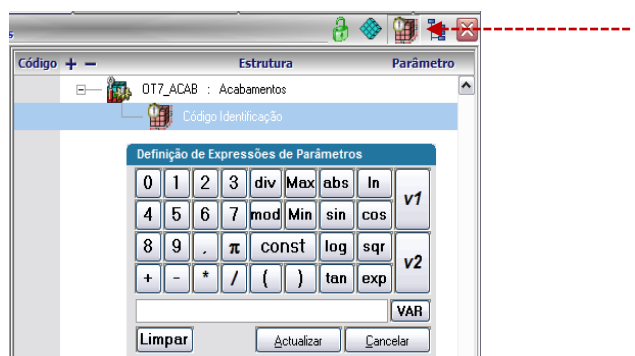 s
Código + − Estrutura Parâmetro
OT7_ACAB : Acabamentos
Código Identificação
Definição de Expressões de Parâmetros
0 1 2 3 div Max abs ln v1
4 5 6 7 mod Min sin cos
8 9 , π const log sqr v2
+ - * / ( ) tan exp
VAR
Limpar Actualizar Cancelar